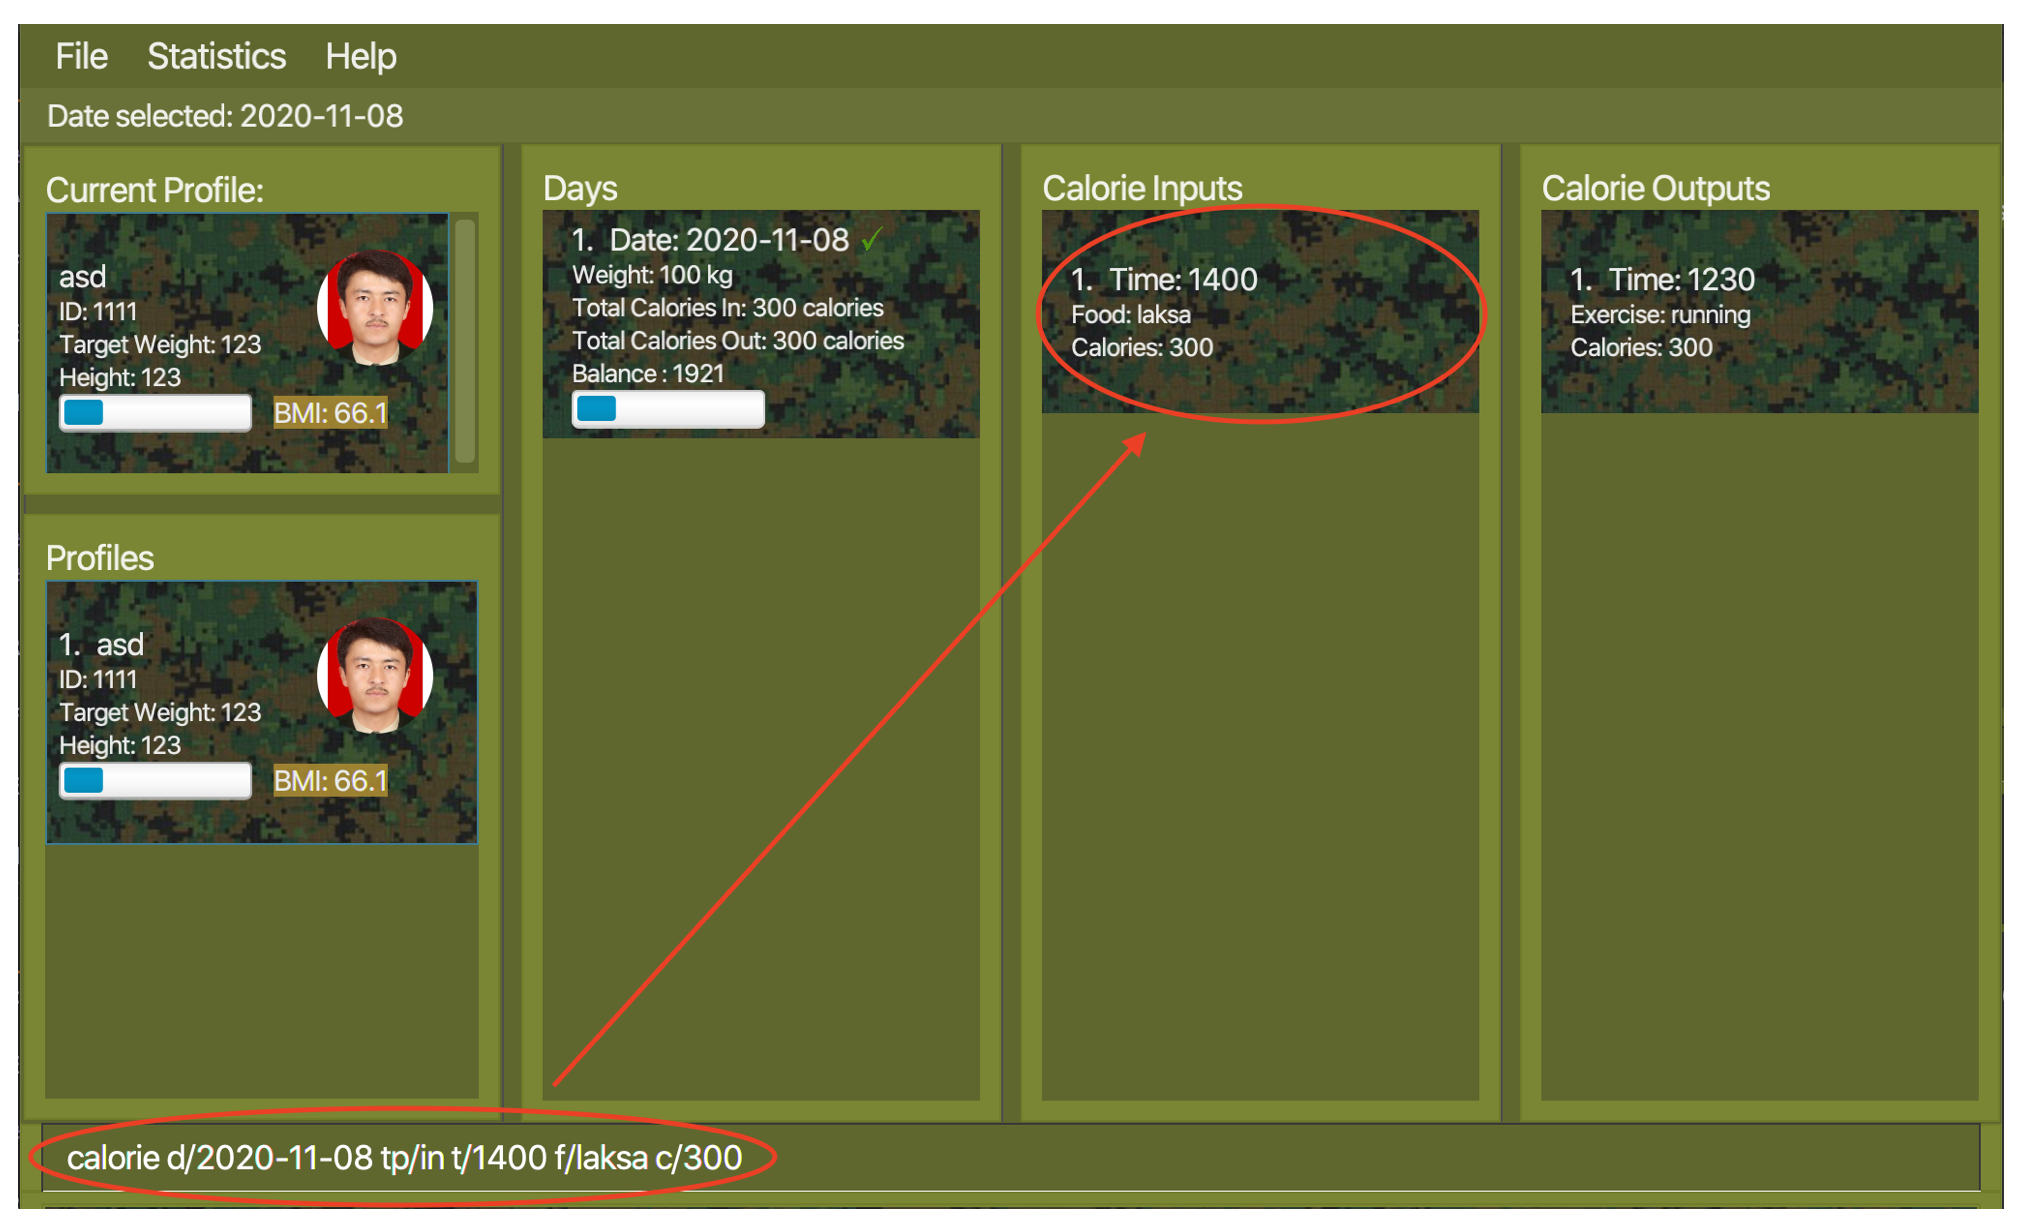 File Statistics Help
Date selected: 2020-11-08
Current Profile:
asd
ID: 1111
Target Weight: 123
Height: 123
BMI: 66.1
Profiles
1. asd
ID: 1111
Target Weight: 123
Height: 123
BMI: 66.1
Days
1. Date: 2020-11-08 ✓
Weight: 100 kg
Total Calories In: 300 calories
Total Calories Out: 300 calories
Balance : 1921
Calorie Inputs
1. Time: 1400
Food: laksa
Calories: 300
Calorie Outputs
1. Time: 1230
Exercise: running
Calories: 300
calorie d/2020-11-08 tp/in t/1400 f/laksa c/300